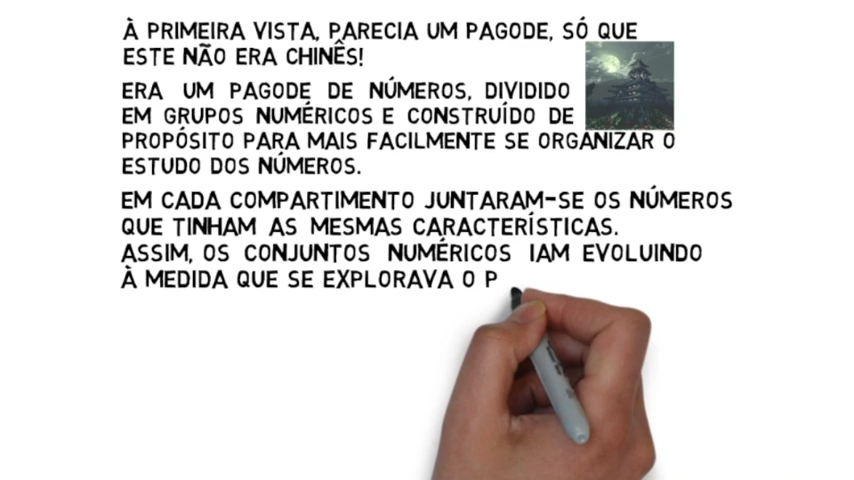 À PRIMEIRA VISTA, PARECIA UM PAGODE, SÓ QUE
ESTE NÃO ERA CHINÊS!
ERA UM PAGODE DE NÚMEROS, DIVIDIDO
EM GRUPOS NUMÉRICOS E CONSTRUÍDO DE
PROPÓSITO PARA MAIS FACILMENTE SE ORGANIZAR O
ESTUDO DOS NÚMEROS.
EM CADA COMPARTIMENTO JUNTARAM-SE OS NÚMEROS
QUE TINHAM AS MESMAS CARACTERÍSTICAS.
ASSIM, OS CONJUNTOS NUMÉRICOS IAM EVOLUINDO
À MEDIDA QUE SE EXPLORAVA O P